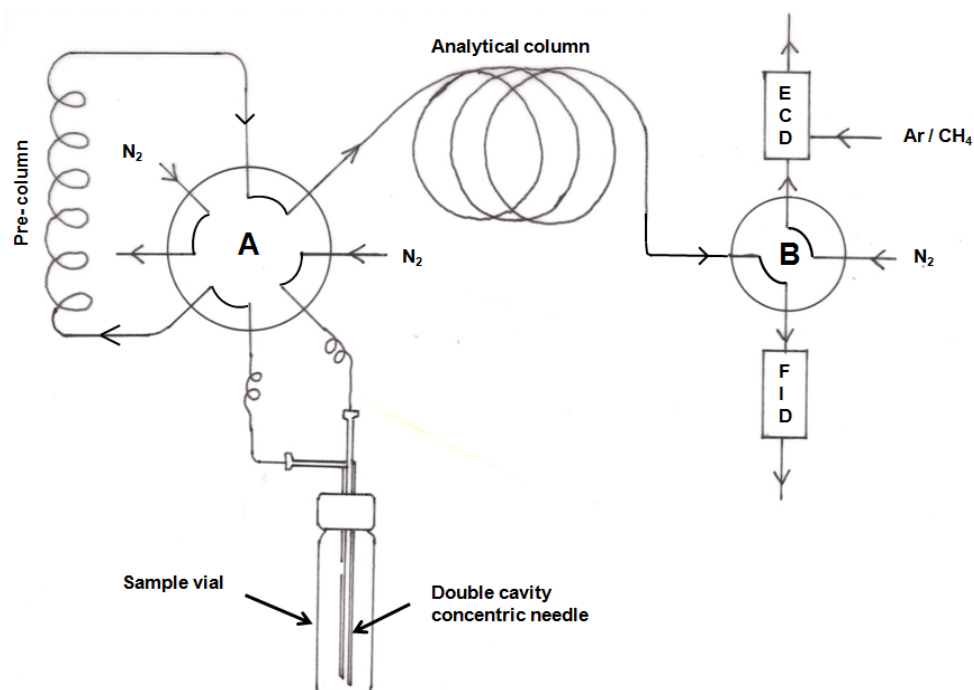 Analytical column
E
C
D
Ar / CH₄
N₂
Pre- column
A
N₂
B
N₂
F
I
D
Sample vial
Double cavity
concentric needle